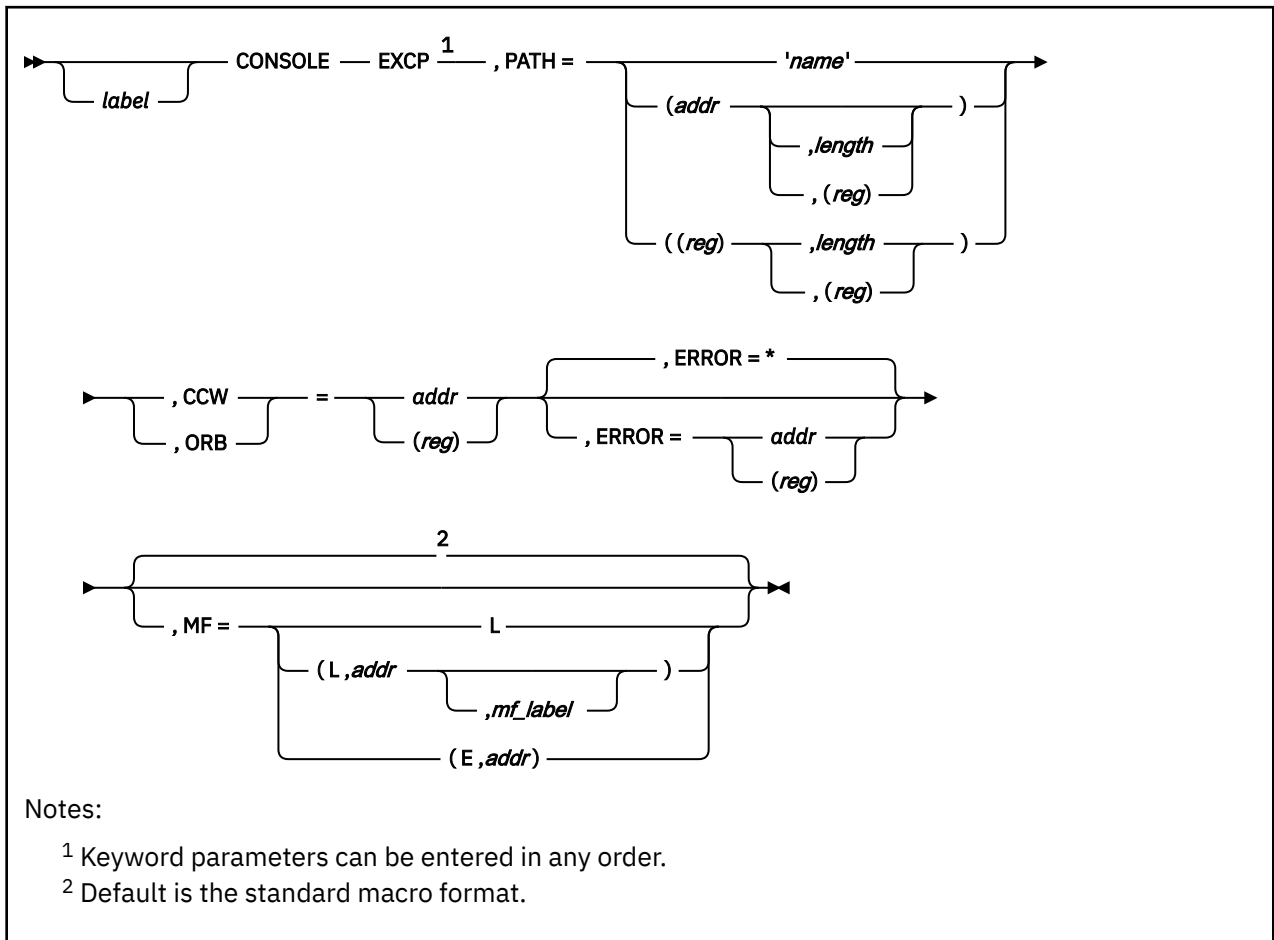 1
CONSOLE EXCP , PATH = 'name'
label
(addr )
,length
, (reg)
((reg) ,length )
, (reg)
, ERROR = *
, CCW = addr
, ORB (reg) , ERROR = addr
(reg)
2
, MF = L
(L ,addr )
,mf_label
(E ,addr)
Notes:
1 Keyword parameters can be entered in any order.
2 Default is the standard macro format.